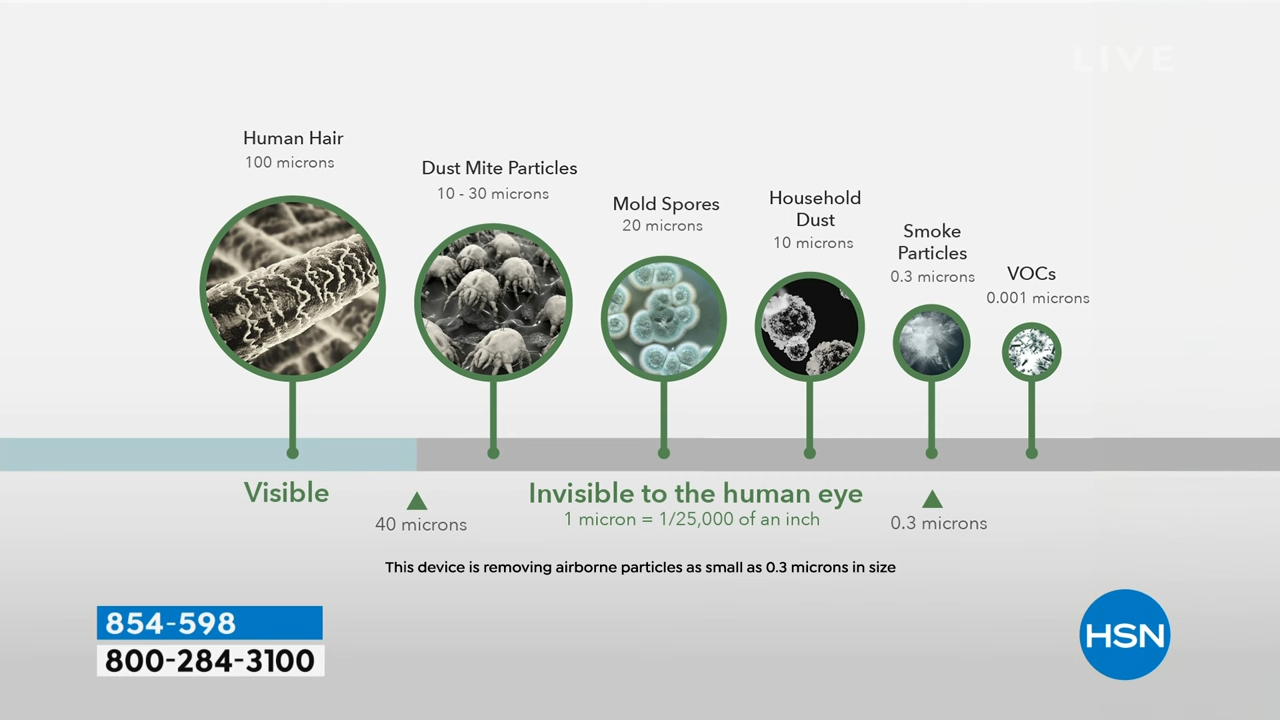 LIVE
Human Hair
100 microns
Dust Mite Particles
10 - 30 microns
Mold Spores
20 microns
Household
Dust
10 microns
Smoke
Particles
0.3 microns
VOCs
0.001 microns
Visible
40 microns
Invisible to the human eye
1 micron = 1/25,000 of an inch
0.3 microns
This device is removing airborne particles as small as 0.3 microns in size
854-598
800-284-3100
HSN